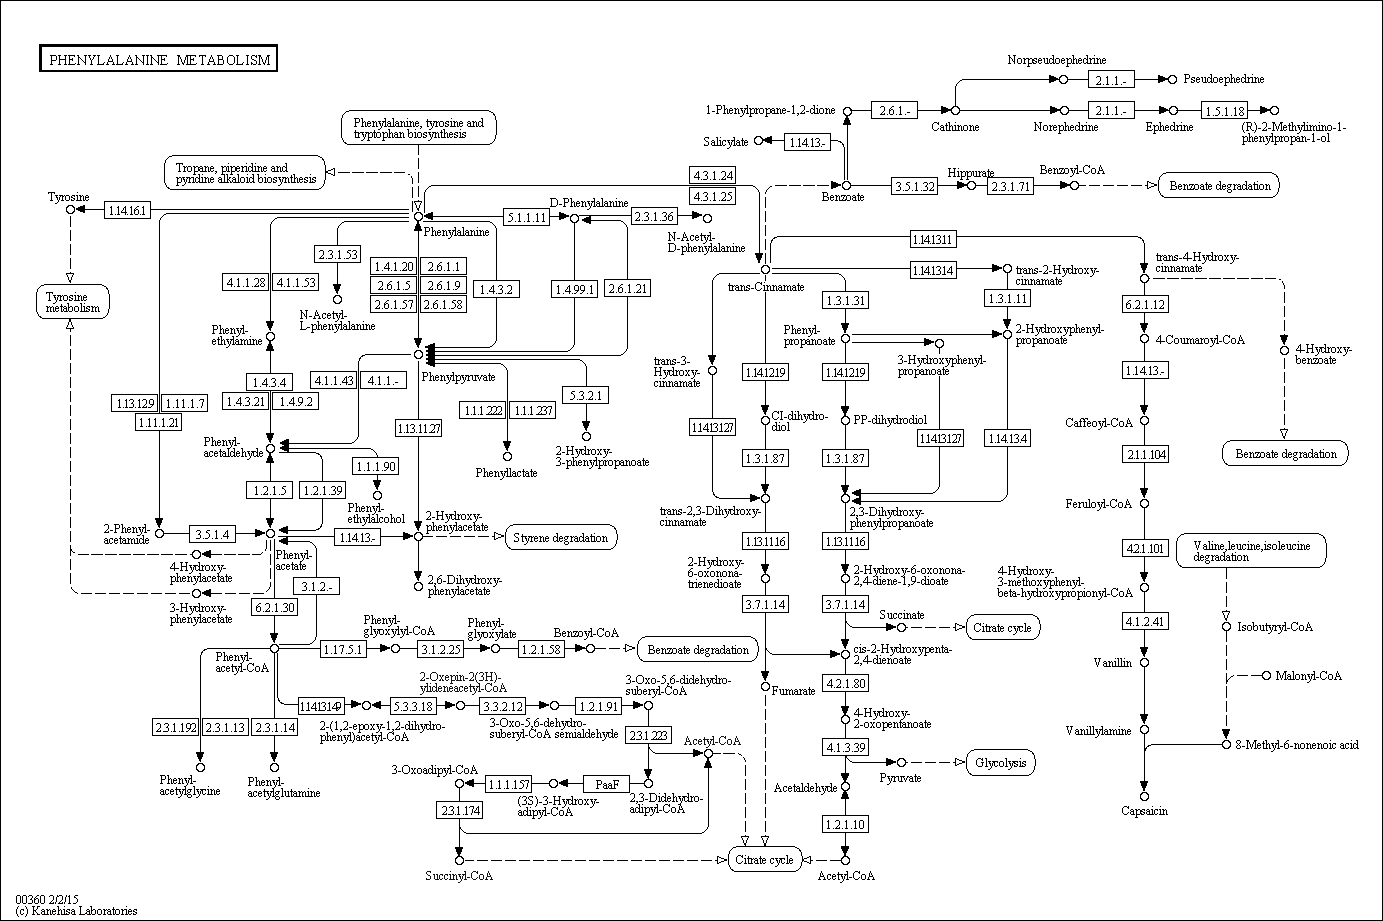 PHENYLALANINE METABOLISM
Phenylalanine, tyrosine and
tryptophan biosynthesis
Tropane, piperidine and
pyridine alkaloid biosynthesis
Norpseudoephedrine
2.1.1.-
Pseudoephedrine
1-Phenylpropane-1,2-dione
2.6.1.-
Cathinone
Norephedrine
2.1.1.-
Ephedrine
1.5.1.18
(R)-2-Methylimino-1-
phenylpropan-1-ol
Salicylate
1.14.13.-
Benzoate
3.5.1.32
Hippurate
2.3.1.71
Benzoyl-CoA
Benzoate degradation
4.3.1.24
4.3.1.25
Tyrosine
1.14.16.1
Phenylalanine
5.1.1.11
D-Phenylalanine
2.3.1.36
N-Acetyl-
D-phenylalanine
2.3.1.53
N-Acetyl-
L-phenylalanine
4.1.1.28
4.1.1.53
1.4.1.20
2.6.1.1
2.6.1.5
2.6.1.9
2.6.1.57
2.6.1.58
1.4.3.2
1.4.99.1
2.6.1.21
Tyrosine
metabolism
Phenyl-
ethylamine
Phenylpyruvate
1.4.3.4
1.4.3.21
1.4.9.2
4.1.1.43
4.1.1.-
1.13.12.9
1.11.1.7
1.11.1.21
1.13.11.27
1.1.1.222
1.1.1.237
5.3.2.1
Phenyllactate
2-Hydroxy-
3-phenylpropanoate
Phenyl-
acetaldehyde
1.1.1.90
Phenyl-
ethylalcohol
1.2.1.5
1.2.1.39
2-Phenyl-
acetamide
3.5.1.4
Phenyl-
acetate
1.14.13.-
2-Hydroxy-
phenylacetate
Styrene degradation
2,6-Dihydroxy-
phenylacetate
4-Hydroxy-
phenylacetate
3-Hydroxy-
phenylacetate
3.1.2.-
6.2.1.30
Phenyl-
acetyl-CoA
1.17.5.1
Phenyl-
glyoxylyl-CoA
3.1.2.25
Phenyl-
glyoxylate
1.2.1.58
Benzoyl-CoA
Benzoate degradation
1.14.13.149
2-(1,2-epoxy-1,2-dihydro-
phenyl)acetyl-CoA
5.3.3.18
2-Oxepin-2(3H)-
ylideneacetyl-CoA
3.3.2.12
3-Oxo-5,6-dehydro-
suberyl-CoA semialdehyde
1.2.1.91
3-Oxo-5,6-didehydro-
suberyl-CoA
2.3.1.223
Acetyl-CoA
2.3.1.192
2.3.1.13
2.3.1.14
Phenyl-
acetylglycine
Phenyl-
acetylglutamine
3-Oxoadipyl-CoA
1.1.1.157
(3S)-3-Hydroxy-
adipyl-CoA
PaaF
2,3-Didehydro-
adipyl-CoA
2.3.1.174
Succinyl-CoA
Citrate cycle
trans-Cinnamate
1.14.13.11
1.14.13.14
trans-2-Hydroxy-
cinnamate
1.3.1.31
1.3.1.11
Phenyl-
propanoate
2-Hydroxyphenyl-
propanoate
3-Hydroxyphenyl-
propanoate
trans-3-
Hydroxy-
cinnamate
1.14.12.19
1.14.12.19
CI-dihydro-
diol
PP-dihydrodiol
1.14.13.127
1.3.1.87
1.3.1.87
1.14.13.127
1.14.13.4
trans-2,3-Dihydroxy-
cinnamate
2,3-Dihydroxy-
phenylpropanoate
1.13.11.16
1.13.11.16
2-Hydroxy-
6-oxonona-
trienedioate
2-Hydroxy-6-oxonona-
2,4-diene-1,9-dioate
3.7.1.14
3.7.1.14
Succinate
Citrate cycle
cis-2-Hydroxypenta-
2,4-dienoate
Fumarate
4.2.1.80
4-Hydroxy-
2-oxopentanoate
4.1.3.39
Pyruvate
Glycolysis
Acetaldehyde
1.2.1.10
Acetyl-CoA
trans-4-Hydroxy-
cinnamate
6.2.1.12
4-Coumaroyl-CoA
4-Hydroxy-
benzoate
1.14.13.-
Caffeoyl-CoA
Benzoate degradation
2.1.1.104
Feruloyl-CoA
4.2.1.101
Valine,leucine,isoleucine
degradation
4-Hydroxy-
3-methoxyphenyl-
beta-hydroxypropionyl-CoA
4.1.2.41
Isobutyryl-CoA
Vanillin
Malonyl-CoA
Vanillylamine
8-Methyl-6-nonenoic acid
Capsaicin
00360 2/2/15
(c) Kanehisa Laboratories